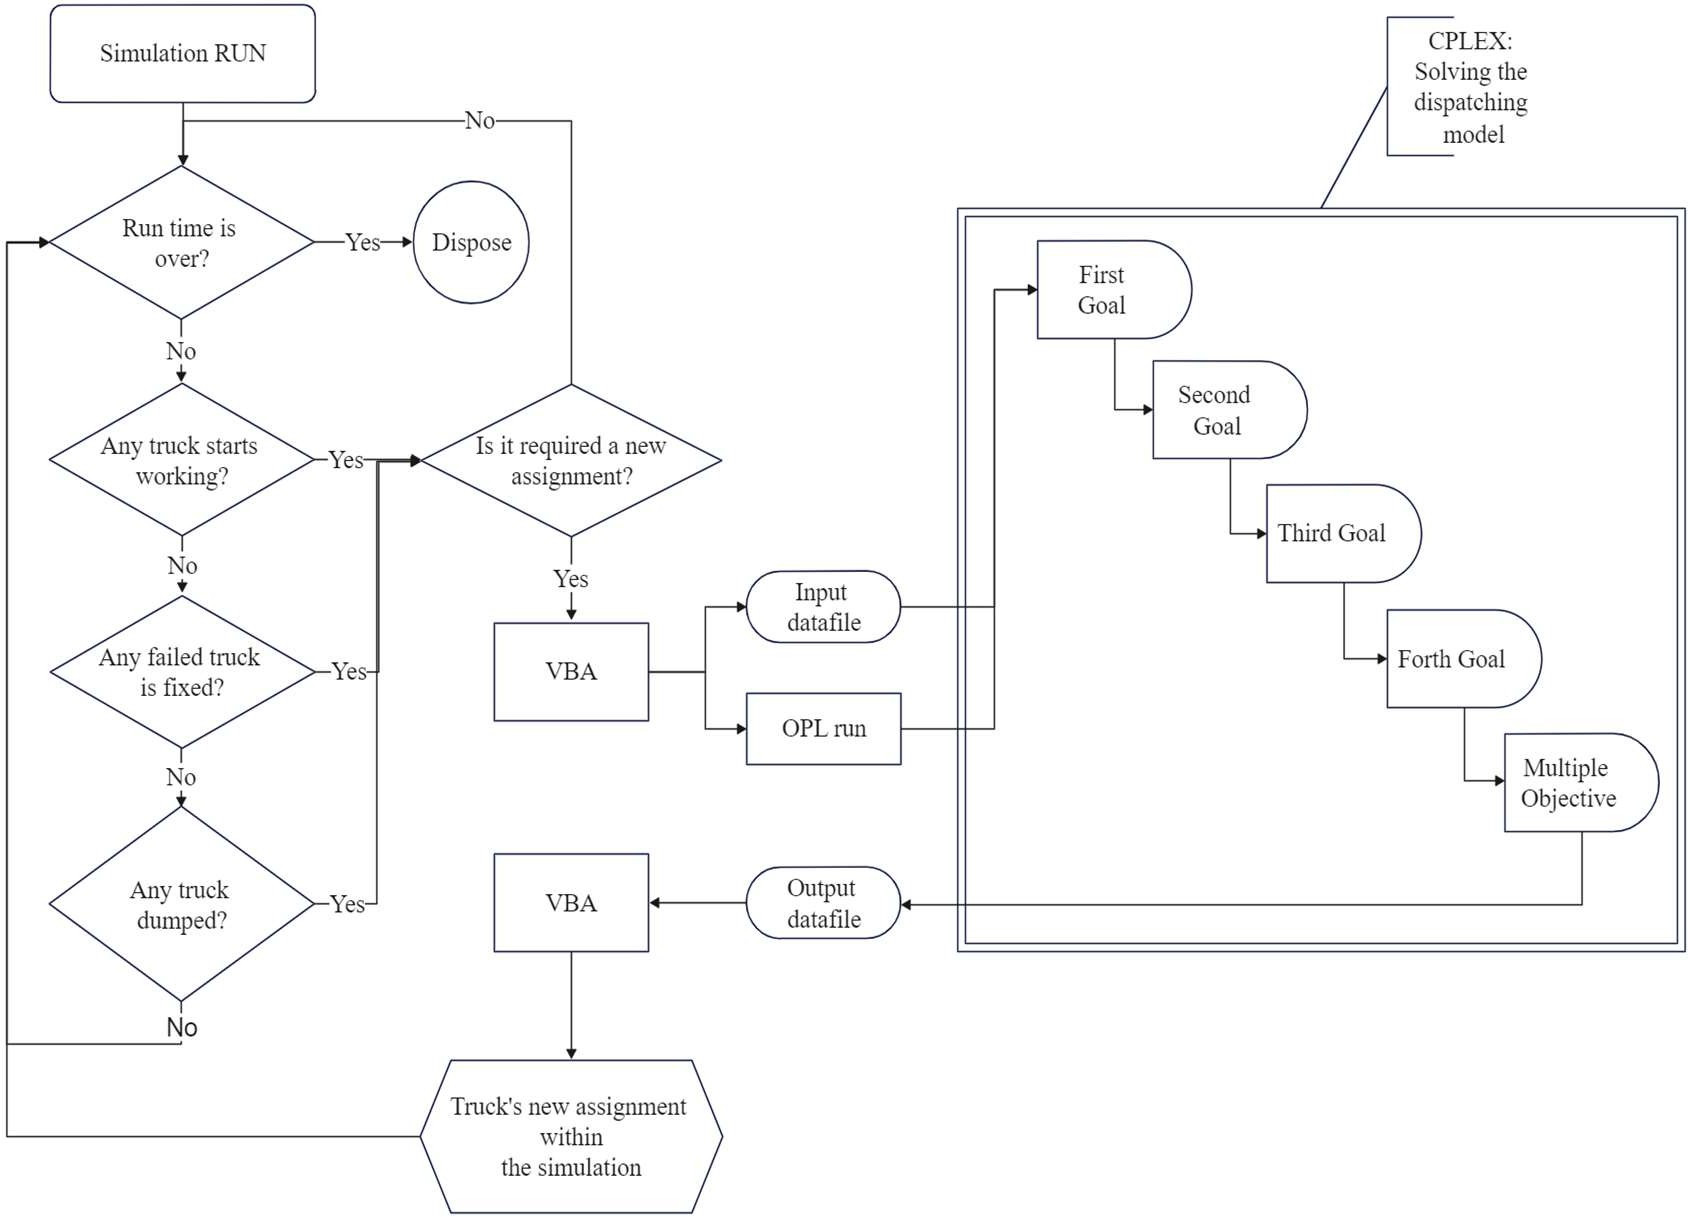 Simulation RUN
No
Run time is
over?
Yes
Dispose
No
Any truck starts
working?
Yes
Is it required a new
assignment?
No
Any failed truck
is fixed?
Yes
No
Any truck
dumped?
Yes
No
Yes
VBA
Input
datafile
OPL run
CPLEX:
Solving the
dispatching
model
First
Goal
Second
Goal
Third Goal
Forth Goal
Multiple
Objective
Output
datafile
VBA
Truck's new assignment
within
the simulation